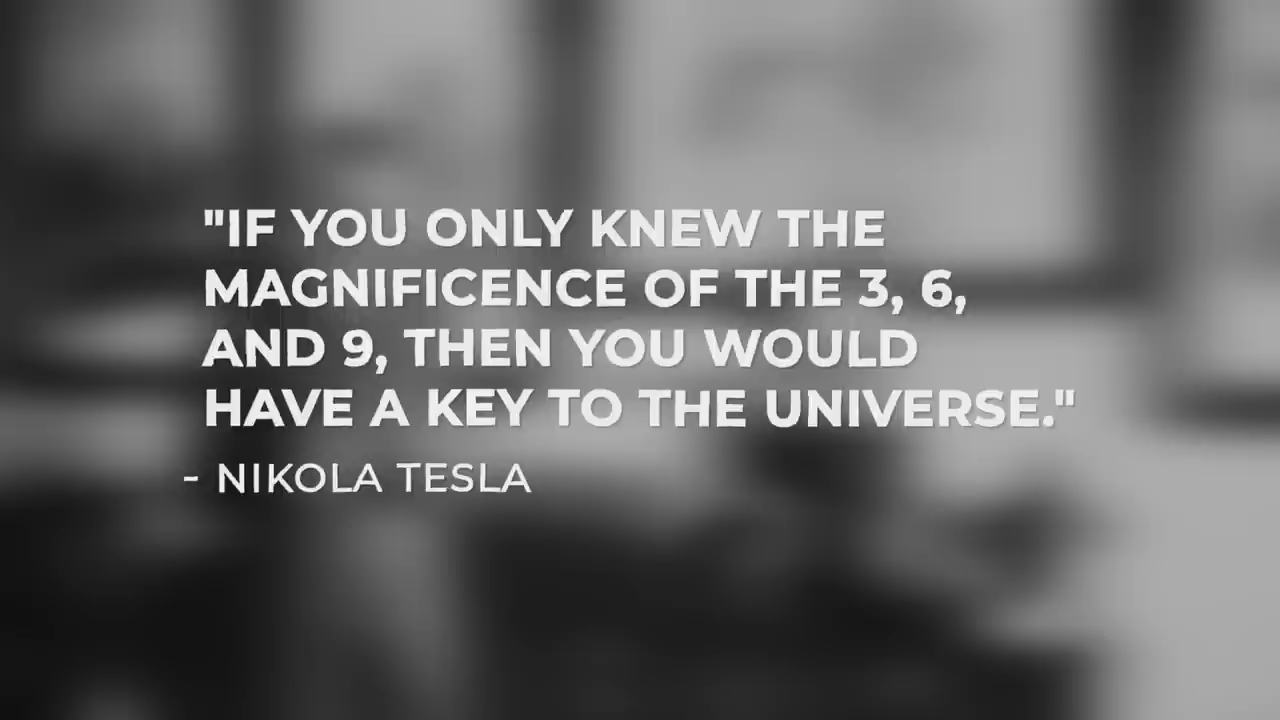 "IF YOU ONLY KNEW THE
MAGNIFICENCE OF THE 3, 6,
AND 9, THEN YOU WOULD
HAVE A KEY TO THE UNIVERSE."
- NIKOLA TESLA